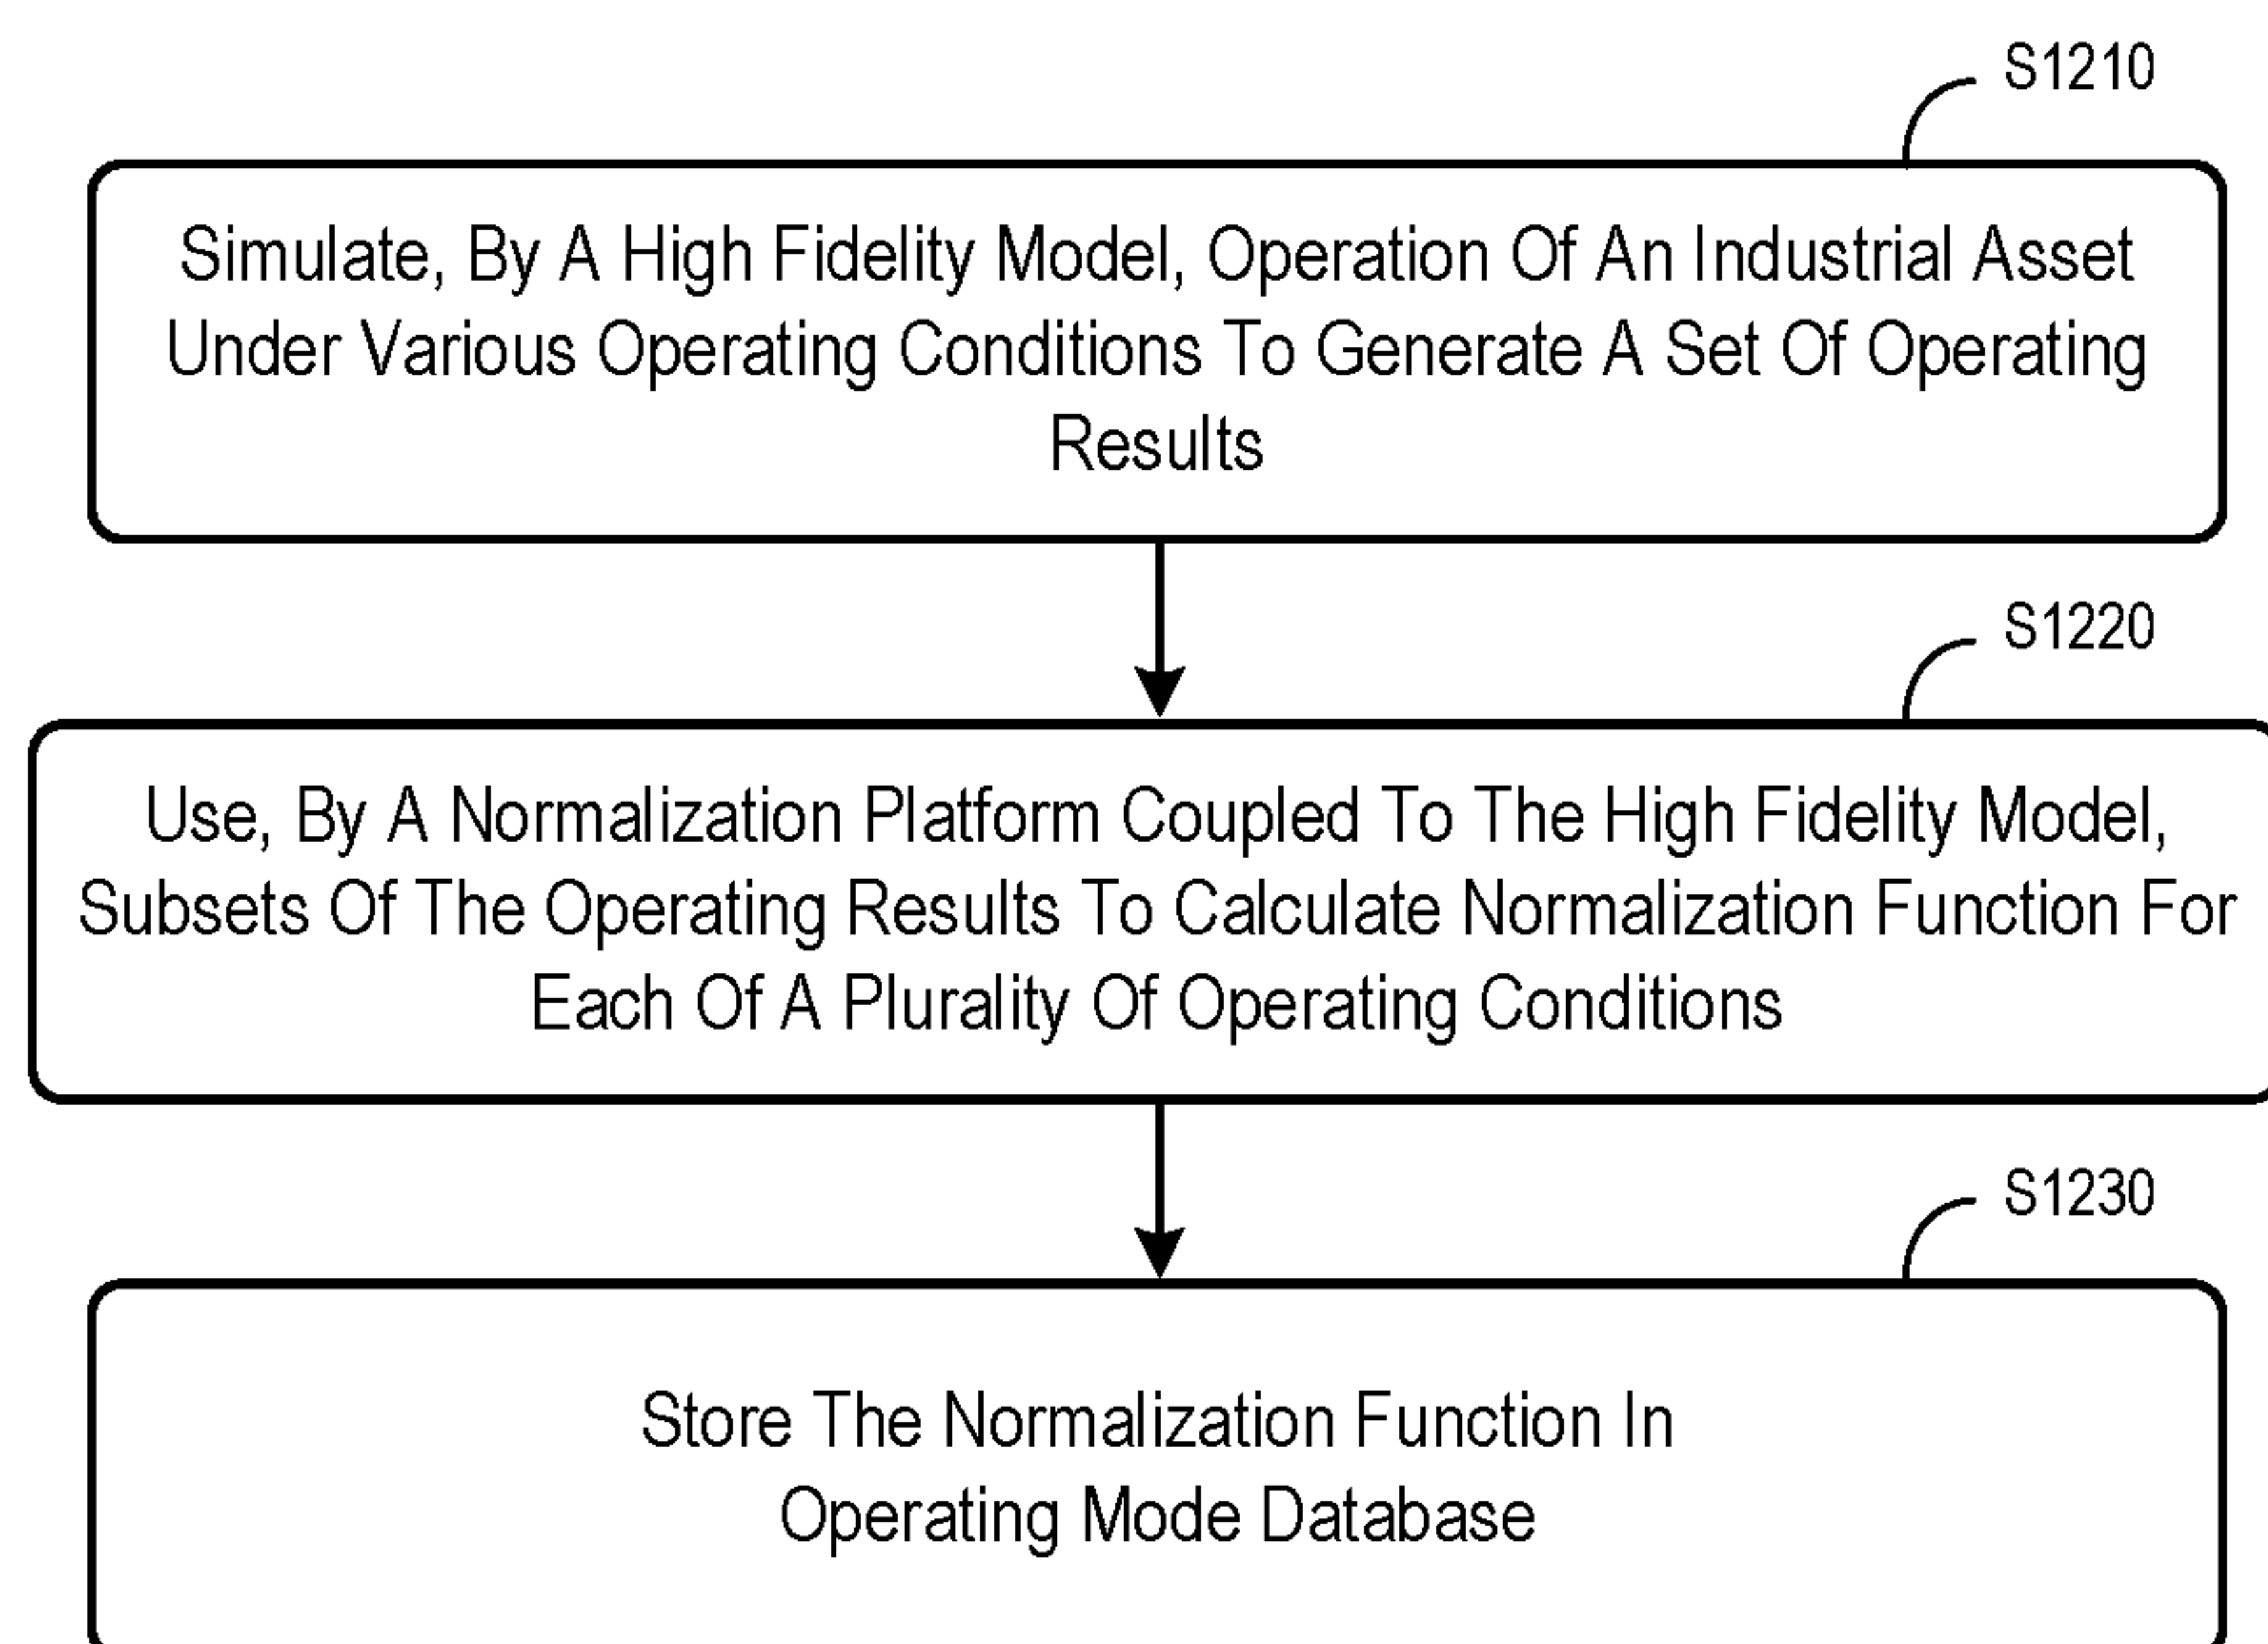 S1210
Simulate, By A High Fidelity Model, Operation Of An Industrial Asset
Under Various Operating Conditions To Generate A Set Of Operating
Results
S1220
Use, By A Normalization Platform Coupled To The High Fidelity Model,
Subsets Of The Operating Results To Calculate Normalization Function For
Each Of A Plurality Of Operating Conditions
S1230
Store The Normalization Function In
Operating Mode Database